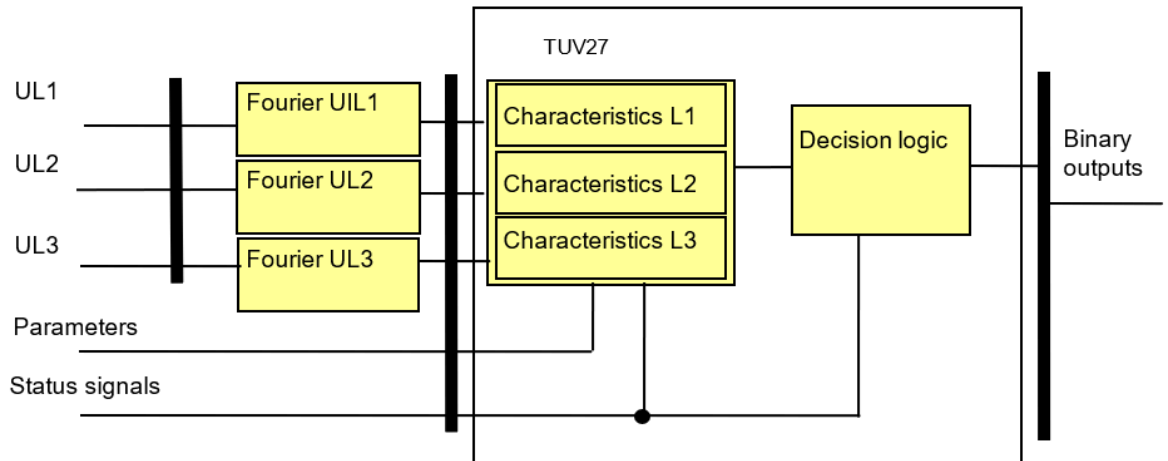 TUV27
UL1
Fourier UIL1
Characteristics L1
Decision logic
Binary
outputs
UL2
Fourier UL2
Characteristics L2
UL3
Fourier UL3
Characteristics L3
Parameters
Status signals